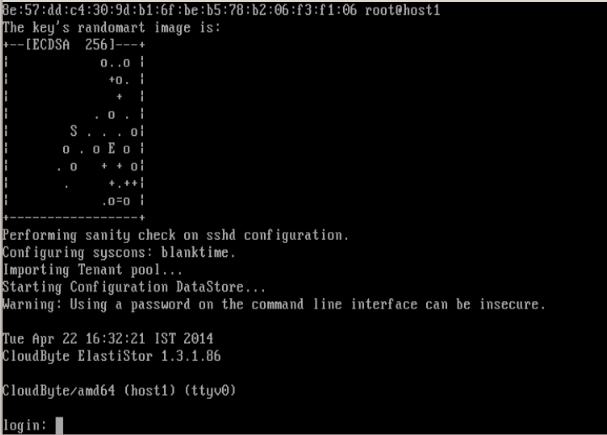 8e:57:dd:c4:30:9d:b1:6f:be:b5:78:b2:06:f3:f1:06 root@host1
The key's randomart image is:
+--[ECDSA  256]---+
|            o..o |
|             +o. |
|              +  |
|           . o . |
|        S . . . o|
|       o . o E o |
|      . o   + + o|
|       .     +.++|
|            .o=o |
+-----------------+
Performing sanity check on sshd configuration.
Configuring syscons: blanktime.
Importing Tenant pool...
Starting Configuration DataStore...
Warning: Using a password on the command line interface can be insecure.
Tue Apr 22 16:32:21 IST 2014
CloudByte ElastiStor 1.3.1.86
CloudByte/amd64 (host1) (ttyv0)
login: